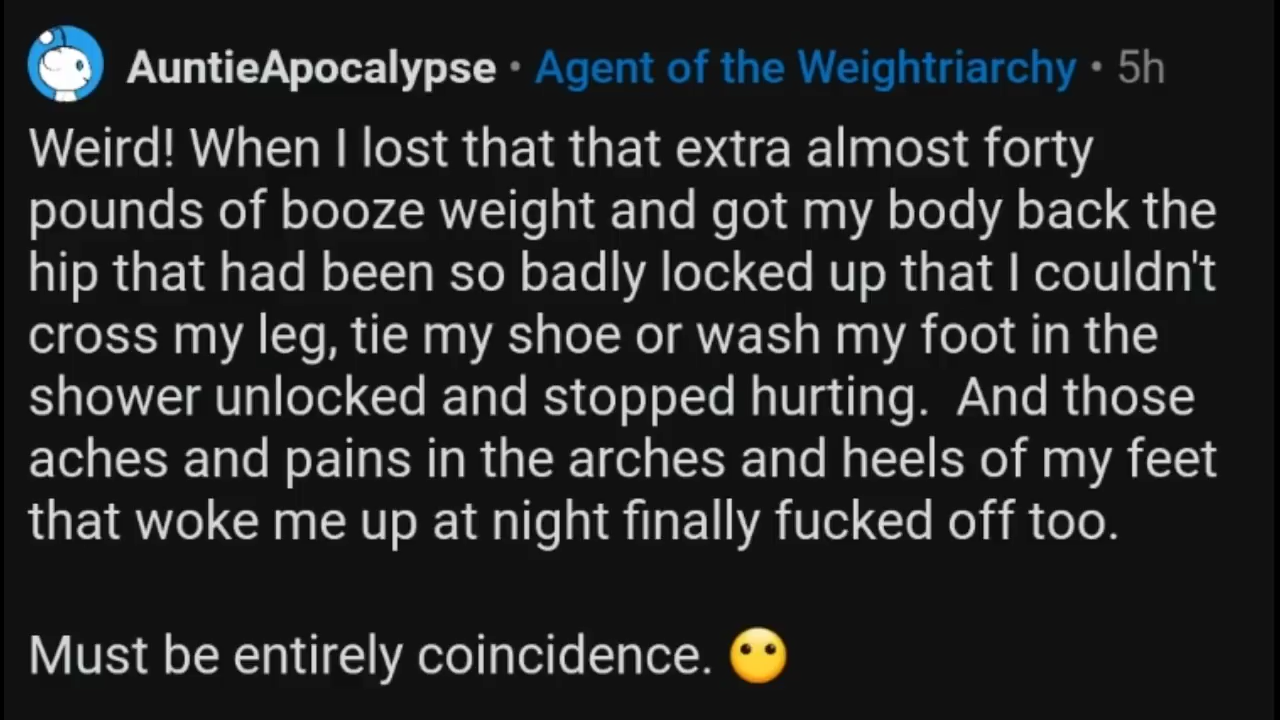 AuntieApocalypse • Agent of the Weightriarchy • 5h
Weird! When I lost that that extra almost forty
pounds of booze weight and got my body back the
hip that had been so badly locked up that I couldn't
cross my leg, tie my shoe or wash my foot in the
shower unlocked and stopped hurting.  And those
aches and pains in the arches and heels of my feet
that woke me up at night finally fucked off too.
Must be entirely coincidence. 😶